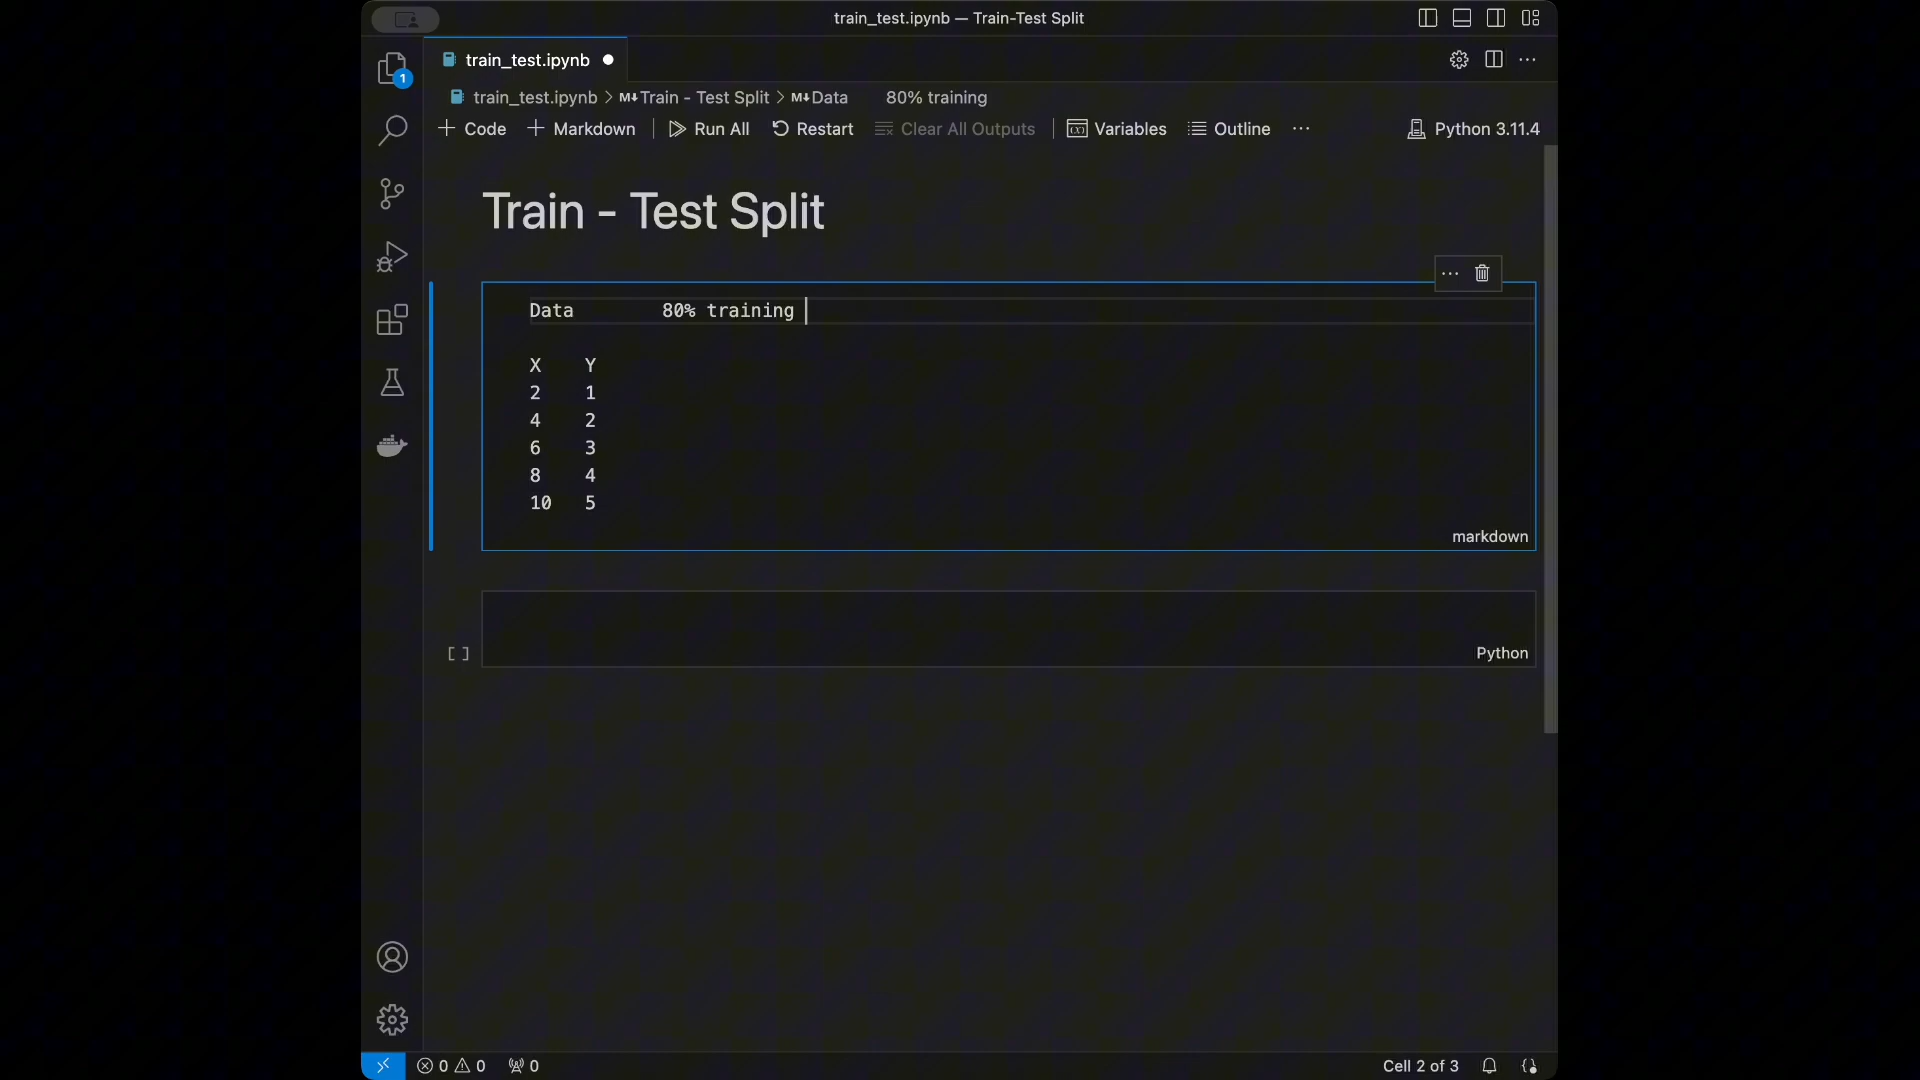 train_test.ipynb — Train-Test Split
1
train_test.ipynb
train_test.ipynb > M↓Train - Test Split > M↓Data 80% training
+ Code + Markdown Run All Restart Clear All Outputs Variables Outline ··· Python 3.11.4
Train - Test Split
Data 80% training
X Y
2 1
4 2
6 3
8 4
10 5
markdown
[ ]
Python
0 0 0 Cell 2 of 3